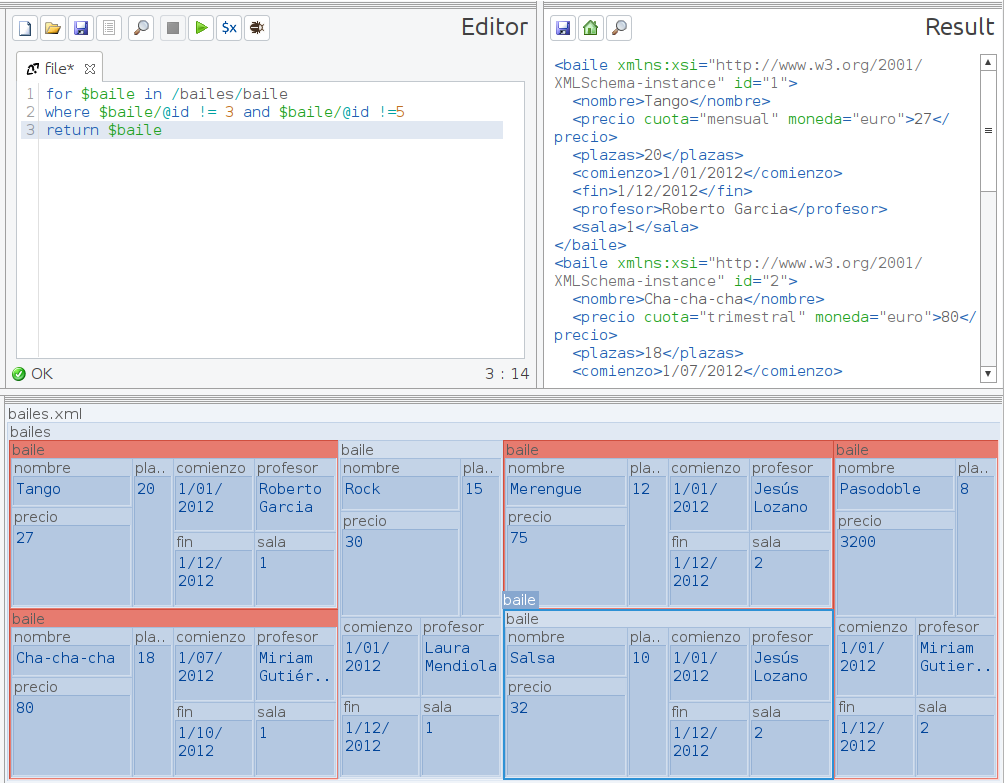 Editor
$x
file*
1 for $baile in /bailes/baile
2 where $baile/@id != 3 and $baile/@id !=5
3 return $baile
OK
3 : 14
Result
<baile xmlns:xsi="http://www.w3.org/2001/
XMLSchema-instance" id="1">
<nombre>Tango</nombre>
<precio cuota="mensual" moneda="euro">27</
precio>
<plazas>20</plazas>
<comienzo>1/01/2012</comienzo>
<fin>1/12/2012</fin>
<profesor>Roberto Garcia</profesor>
<sala>1</sala>
</baile>
<baile xmlns:xsi="http://www.w3.org/2001/
XMLSchema-instance" id="2">
<nombre>Cha-cha-cha</nombre>
<precio cuota="trimestral" moneda="euro">80</
precio>
<plazas>18</plazas>
<comienzo>1/07/2012</comienzo>
bailes.xml
bailes
baile
nombre
Tango
precio
27
pla..
20
comienzo
1/01/
2012
profesor
Roberto
Garcia
fin
1/12/
2012
sala
1
baile
nombre
Cha-cha-cha
precio
80
pla..
18
comienzo
1/07/
2012
profesor
Miriam
Gutiér..
fin
1/10/
2012
sala
1
baile
nombre
Rock
precio
30
pla..
15
comienzo
1/01/
2012
profesor
Laura
Mendiola
fin
1/12/
2012
sala
1
baile
nombre
Merengue
precio
75
pla..
12
comienzo
1/01/
2012
profesor
Jesús
Lozano
fin
1/12/
2012
sala
2
baile
baile
nombre
Salsa
precio
32
pla..
10
comienzo
1/01/
2012
profesor
Jesús
Lozano
fin
1/12/
2012
sala
2
baile
nombre
Pasodoble
precio
3200
pla..
8
comienzo
1/01/
2012
profesor
Miriam
Gutier..
fin
1/12/
2012
sala
2